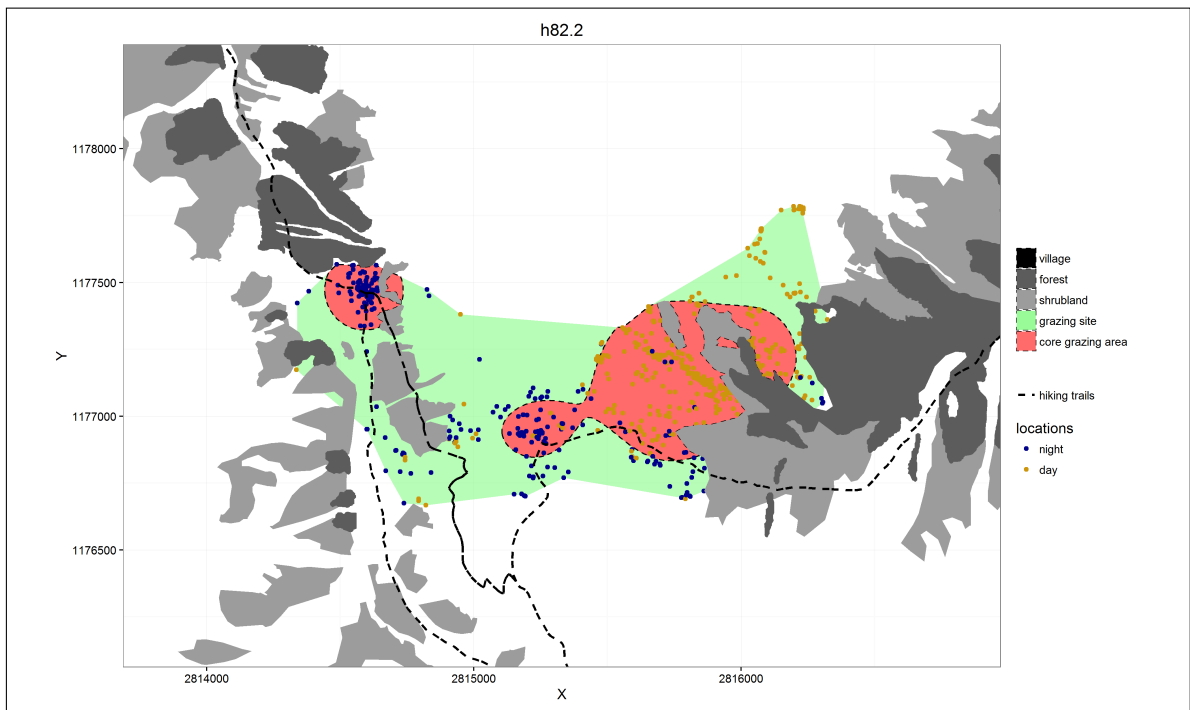 h82.2
1178000
1177500
1177000
1176500
Y
2814000
2815000
2816000
X
village
forest
shrubland
grazing site
core grazing area
hiking trails
locations
night
day